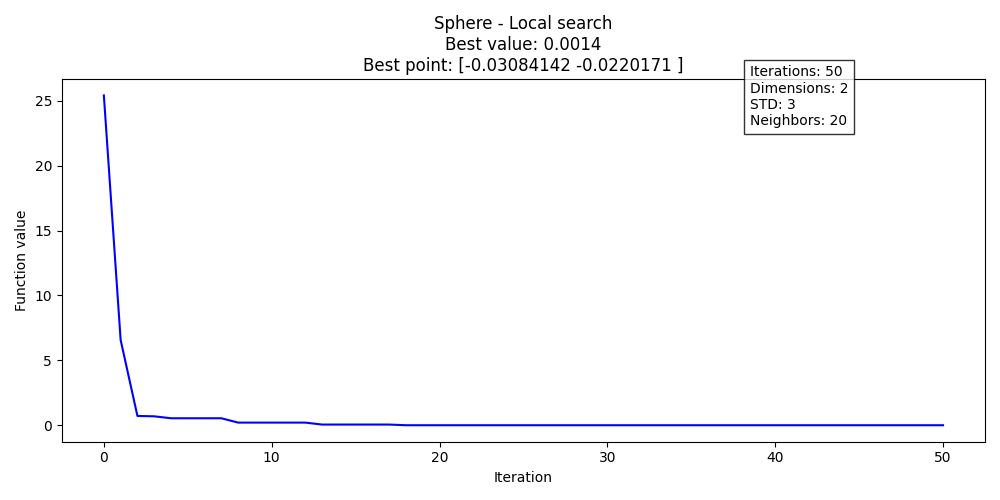 Sphere - Local search
Best value: 0.0014
Best point: [-0.03084142 -0.0220171 ]
Iterations: 50
Dimensions: 2
STD: 3
Neighbors: 20
25
20
15
10
5
0
Function value
0 10 20 30 40 50
Iteration